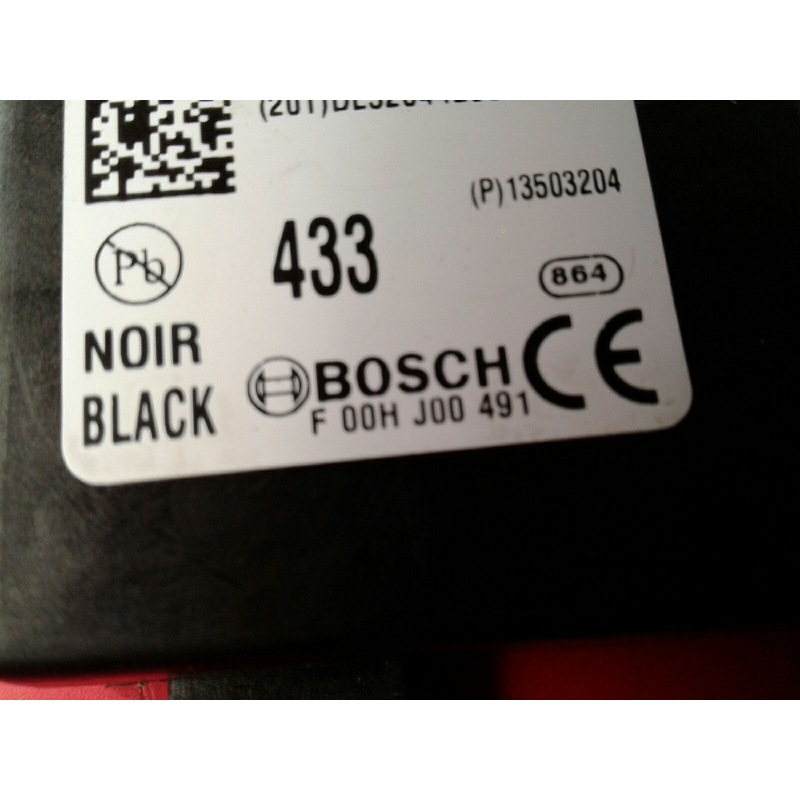 (P)13503204
Pb
433
864
NOIR
BLACK
BOSCH
CE
F 00H J00 491